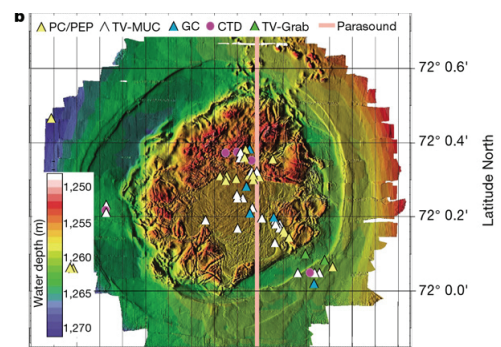 b
PC/PEP TV-MUC GC CTD TV-Grab Parasound
72° 0.6'
72° 0.4'
72° 0.2'
72° 0.0'
Latitude North
Water depth (m)
1,250
1,255
1,260
1,265
1,270